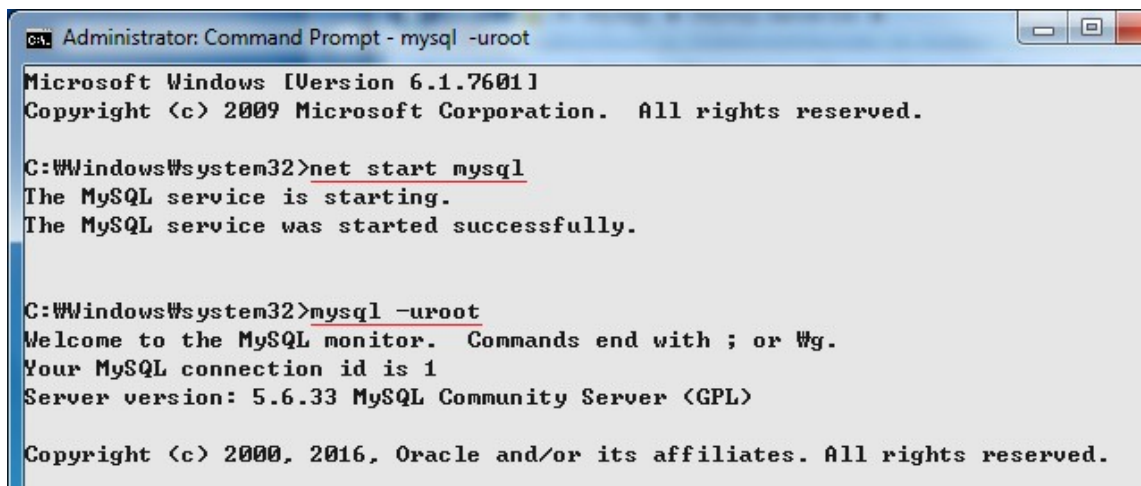 Administrator: Command Prompt - mysql -uroot
Microsoft Windows [Version 6.1.7601]
Copyright (c) 2009 Microsoft Corporation.  All rights reserved.
C:₩Windows₩system32>net start mysql
The MySQL service is starting.
The MySQL service was started successfully.
C:₩Windows₩system32>mysql -uroot
Welcome to the MySQL monitor.  Commands end with ; or ₩g.
Your MySQL connection id is 1
Server version: 5.6.33 MySQL Community Server (GPL)
Copyright (c) 2000, 2016, Oracle and/or its affiliates. All rights reserved.